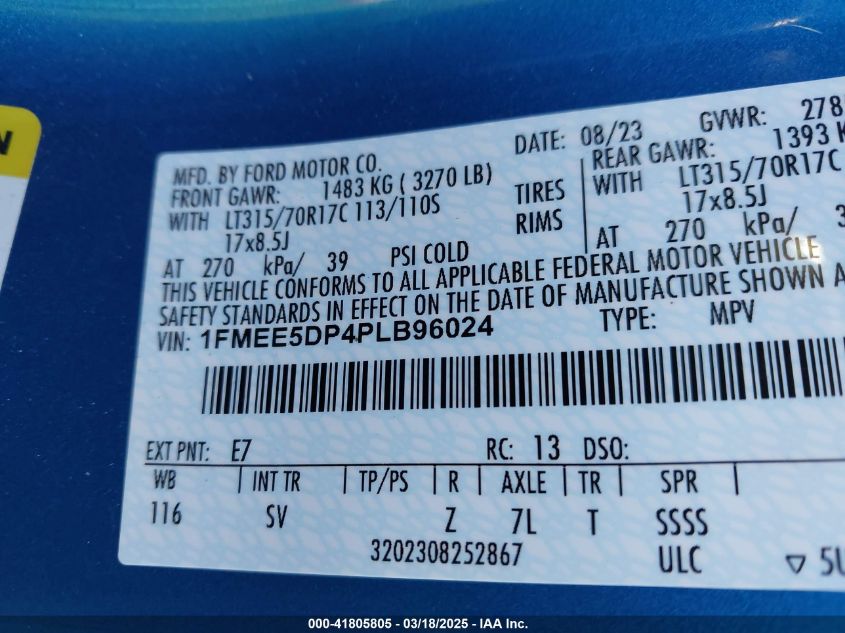 N
DATE: 08/23 GVWR: 278
MFD. BY FORD MOTOR CO.
FRONT GAWR: 1483 KG ( 3270 LB) REAR GAWR: 1393 K
WITH LT315/70R17C 113/110S TIRES WITH LT315/70R17C
17x8.5J RIMS 17x8.5J
AT 270 kPa/ 39 PSI COLD AT 270 kPa/ 3
THIS VEHICLE CONFORMS TO ALL APPLICABLE FEDERAL MOTOR VEHICLE
SAFETY STANDARDS IN EFFECT ON THE DATE OF MANUFACTURE SHOWN A
VIN: 1FMEE5DP4PLB96024 TYPE: MPV
EXT PNT: E7 RC: 13 DSO:
WB | INT TR | TP/PS | R | AXLE | TR | SPR |
116 SV Z 7L T SSSS
3202308252867 ULC ▽ 5U
000-41805805 - 03/18/2025 - IAA Inc.